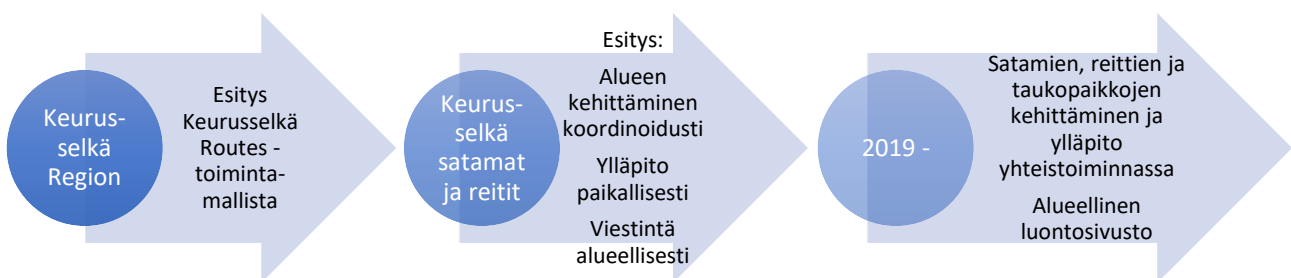 Keurus-
selkä
Region
Esitys
Keurusselkä
Routes -
toiminta-
mallista
Keurus-
selkä
satamat
ja reitit
Esitys:
Alueen
kehittäminen
koordinoidusti
Ylläpito
paikallisesti
Viestintä
alueellisesti
2019 -
Satamien, reittien ja
taukopaikkojen
kehittäminen ja
ylläpito
yhteistoiminnassa
Alueellinen
luontosivusto